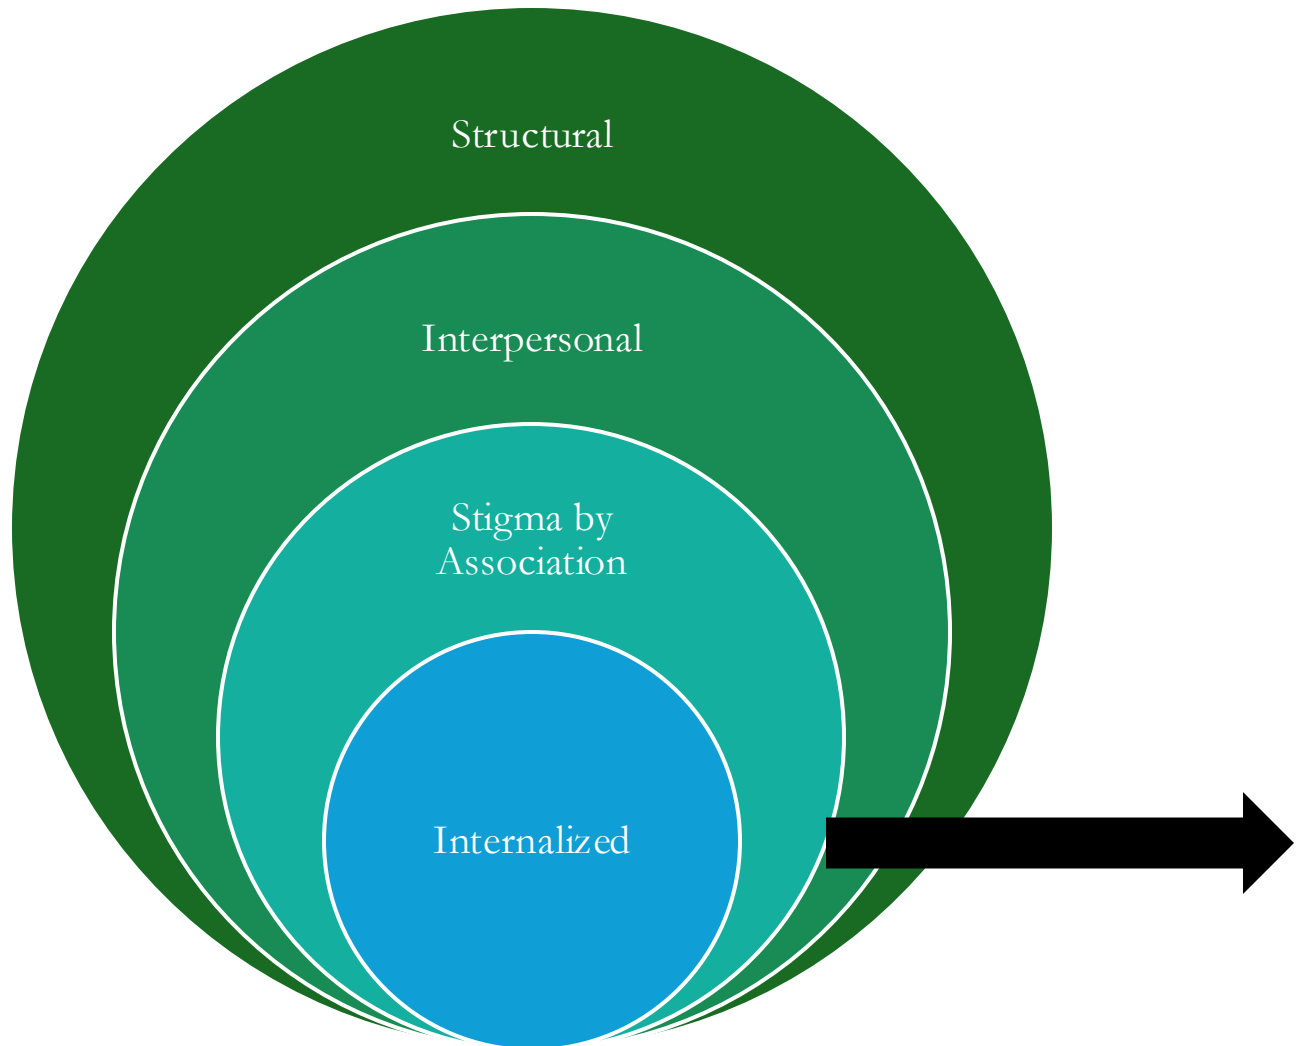 Structural
Interpersonal
Stigma by
Association
Internalized